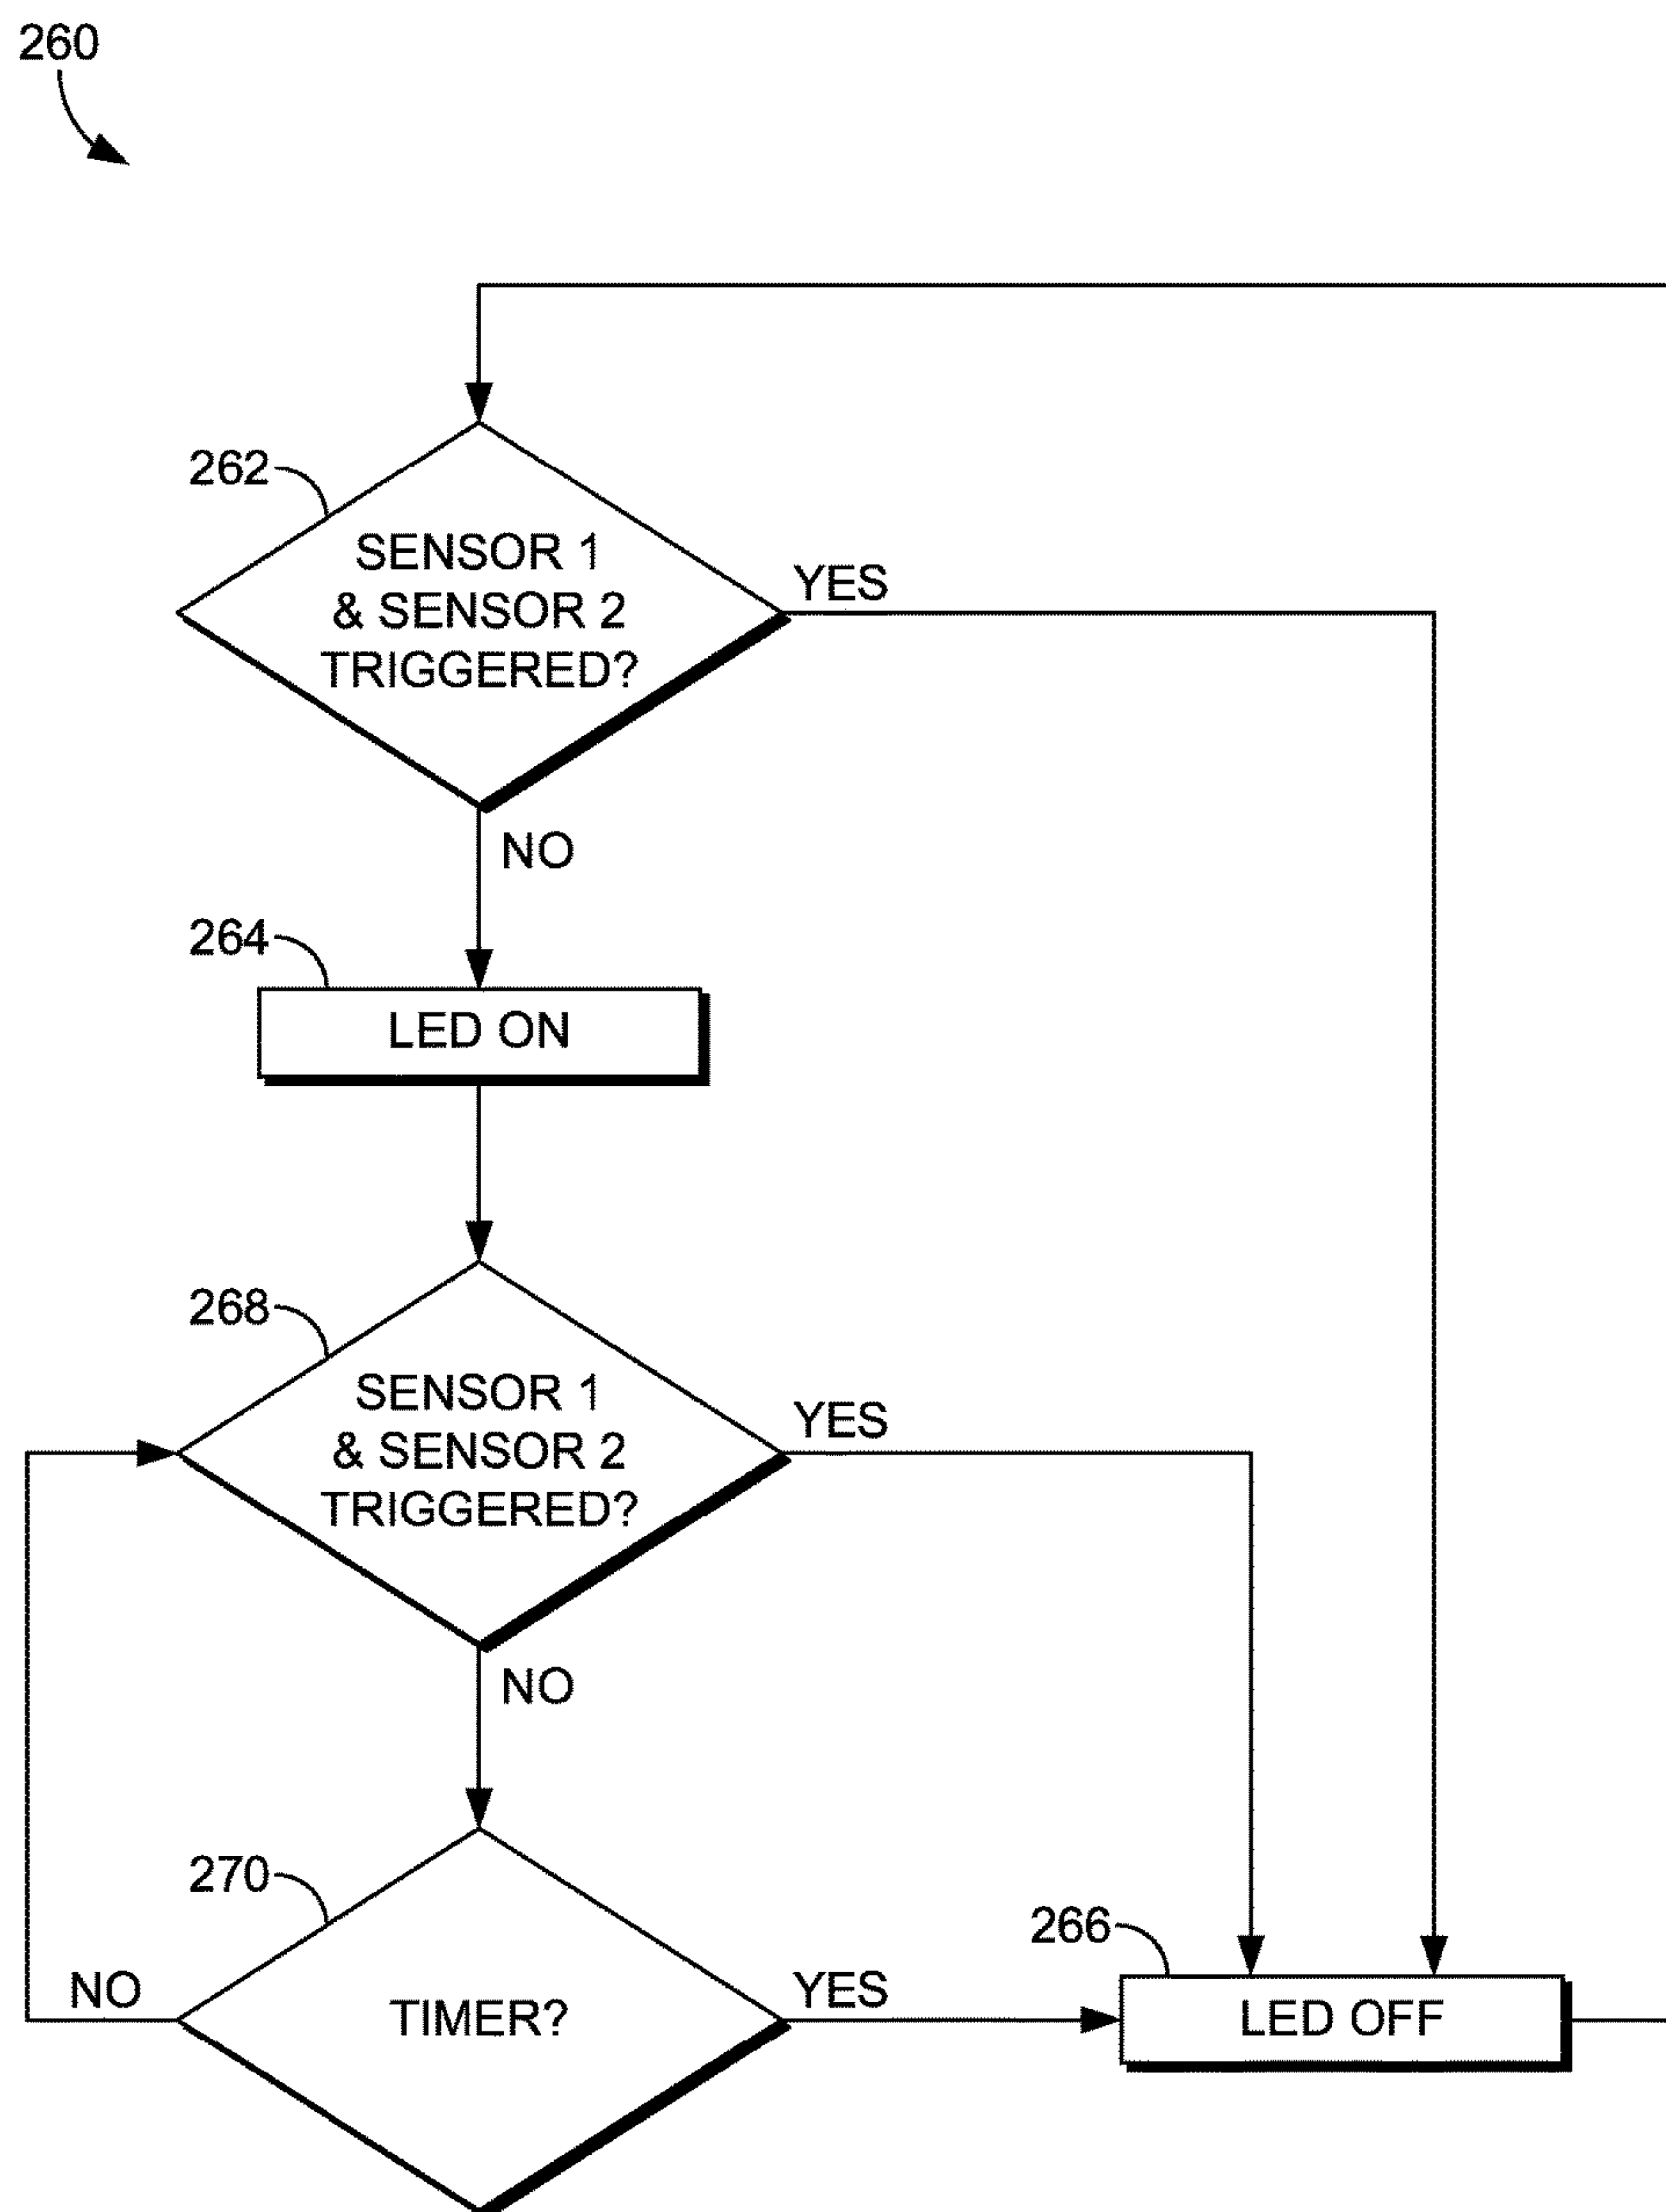 260
262
SENSOR 1
& SENSOR 2
TRIGGERED?
YES
NO
264
LED ON
268
SENSOR 1
& SENSOR 2
TRIGGERED?
YES
NO
270
TIMER?
NO
YES
266
LED OFF